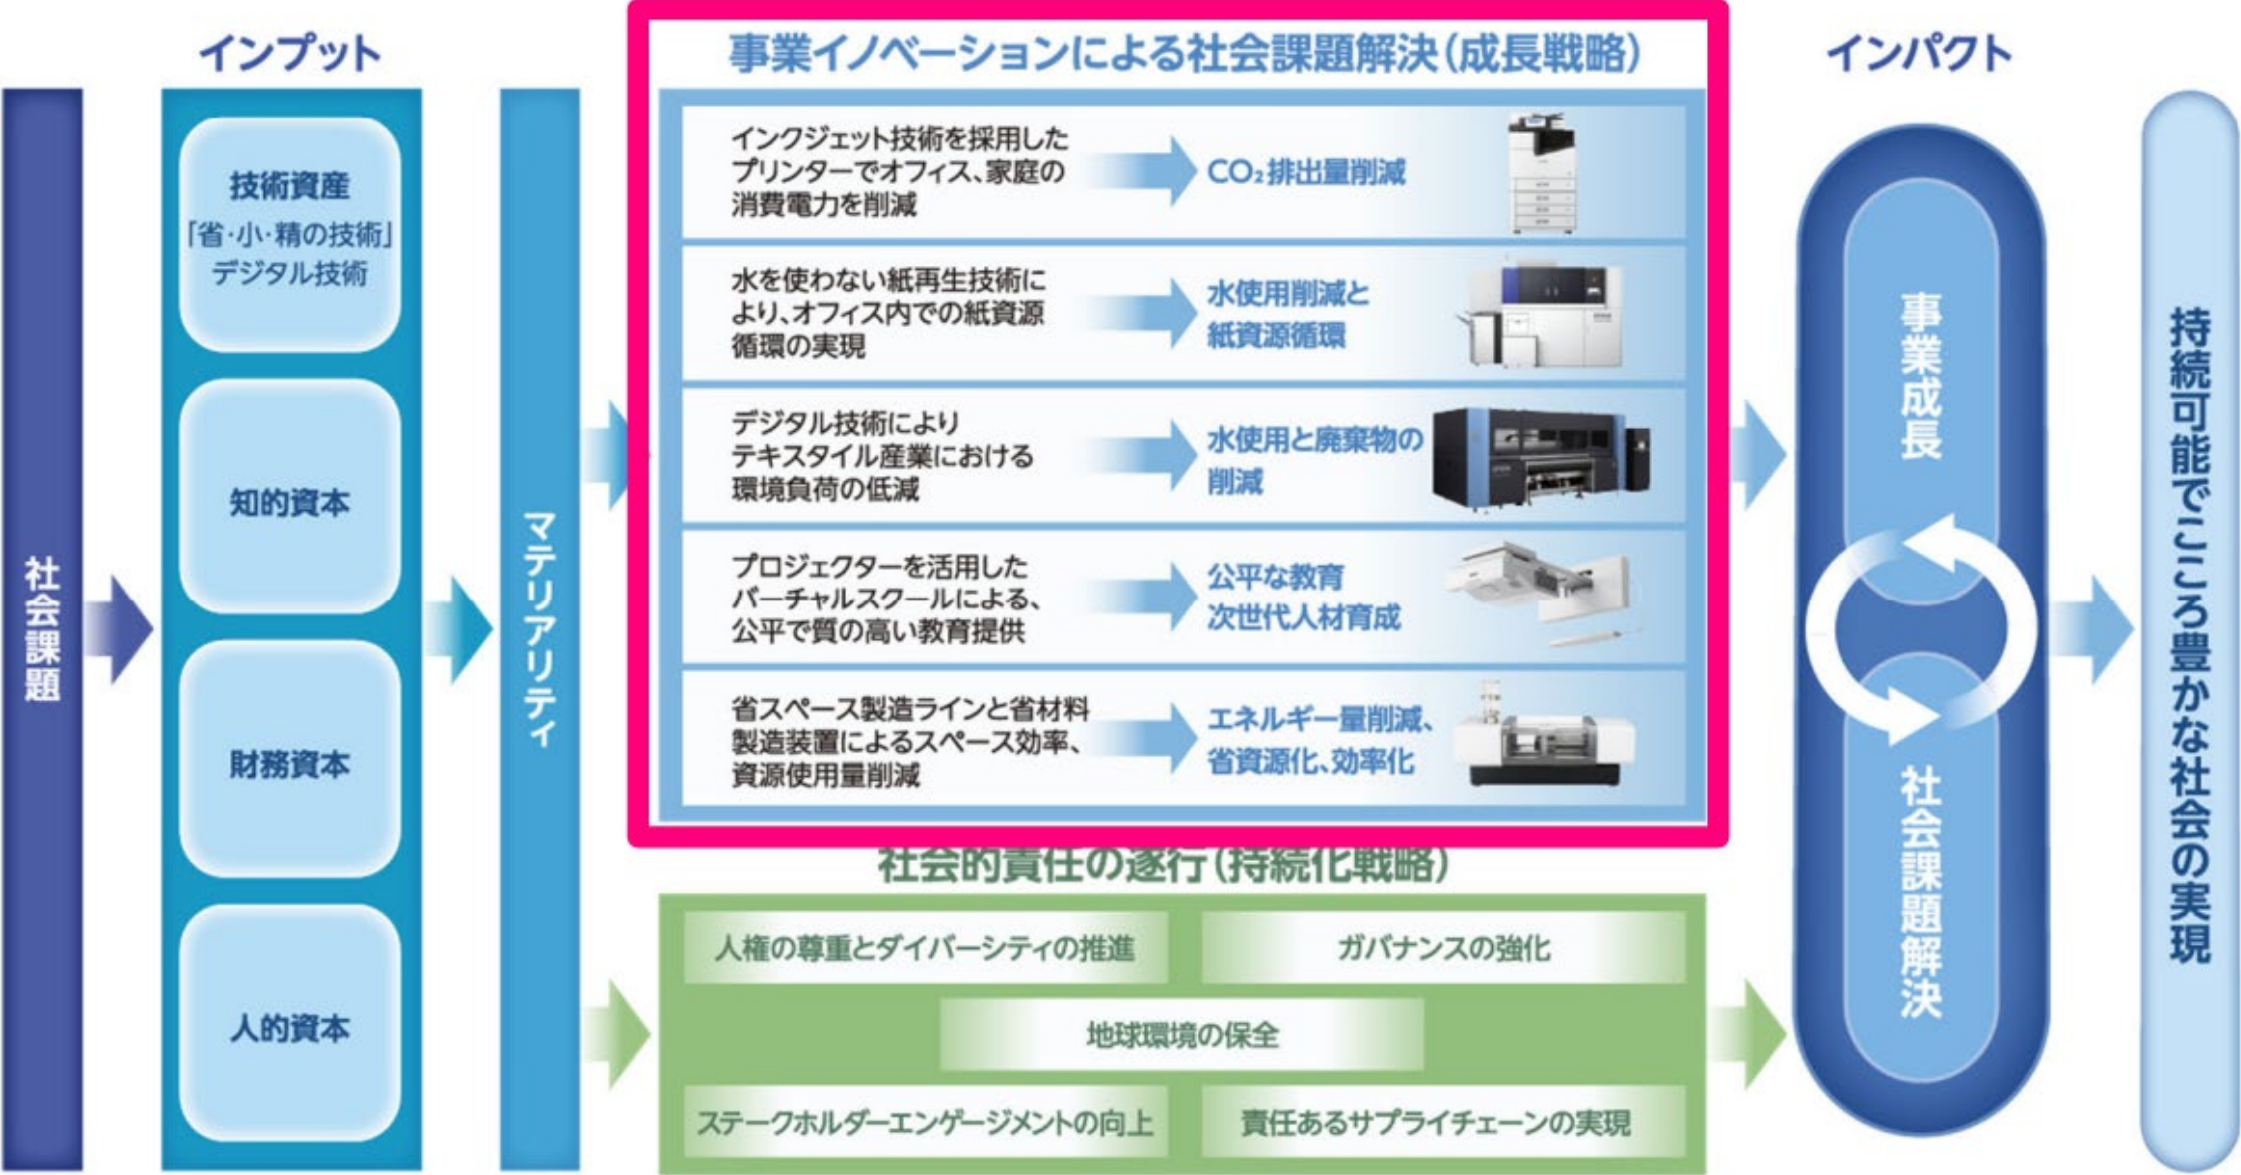 社会課題
インプット
技術資産
「省・小・精の技術」
デジタル技術
知的資本
財務資本
人的資本
マテリアリティ
事業イノベーションによる社会課題解決（成長戦略）
インクジェット技術を採用した
プリンターでオフィス、家庭の
消費電力を削減
CO₂排出量削減
水を使わない紙再生技術に
より、オフィス内での紙資源
循環の実現
水使用削減と
紙資源循環
デジタル技術により
テキスタイル産業における
環境負荷の低減
水使用と廃棄物の
削減
プロジェクターを活用した
バーチャルスクールによる、
公平で質の高い教育提供
公平な教育
次世代人材育成
省スペース製造ラインと省材料
製造装置によるスペース効率、
資源使用量削減
エネルギー量削減、
省資源化、効率化
社会的責任の遂行（持続化戦略）
人権の尊重とダイバーシティの推進
ガバナンスの強化
地球環境の保全
ステークホルダーエンゲージメントの向上
責任あるサプライチェーンの実現
インパクト
事業成長
社会課題解決
持続可能でこころ豊かな社会の実現